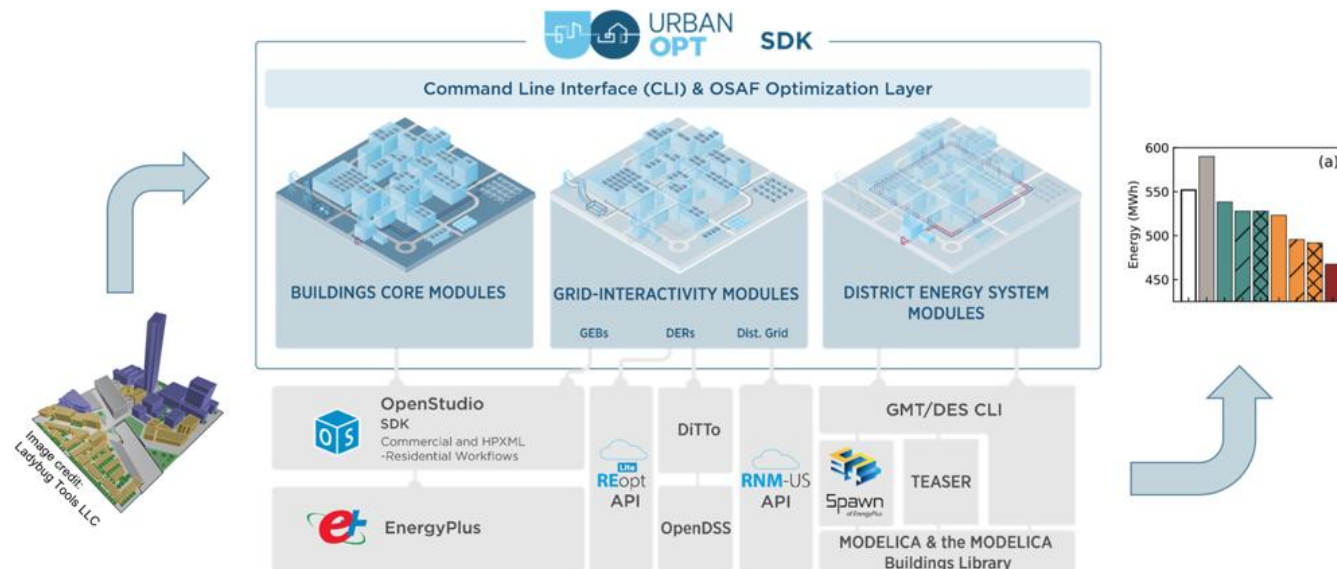 URBAN
OPT
SDK
Command Line Interface (CLI) & OSAF Optimization Layer
BUILDINGS CORE MODULES
GRID-INTERACTIVITY MODULES
GEBs
DERs
Dist. Grid
DISTRICT ENERGY SYSTEM
MODULES
Image credit:
Ladybug Tools LLC
OS
OpenStudio
SDK
Commercial and HPXML
-Residential Workflows
e+
EnergyPlus
Lite
REopt
API
DiTTo
OpenDSS
RNM-US
API
GMT/DES CLI
Spawn
of EnergyPlus
TEASER
MODELICA & the MODELICA
Buildings Library
(a)
Energy (MWh)
600
550
500
450